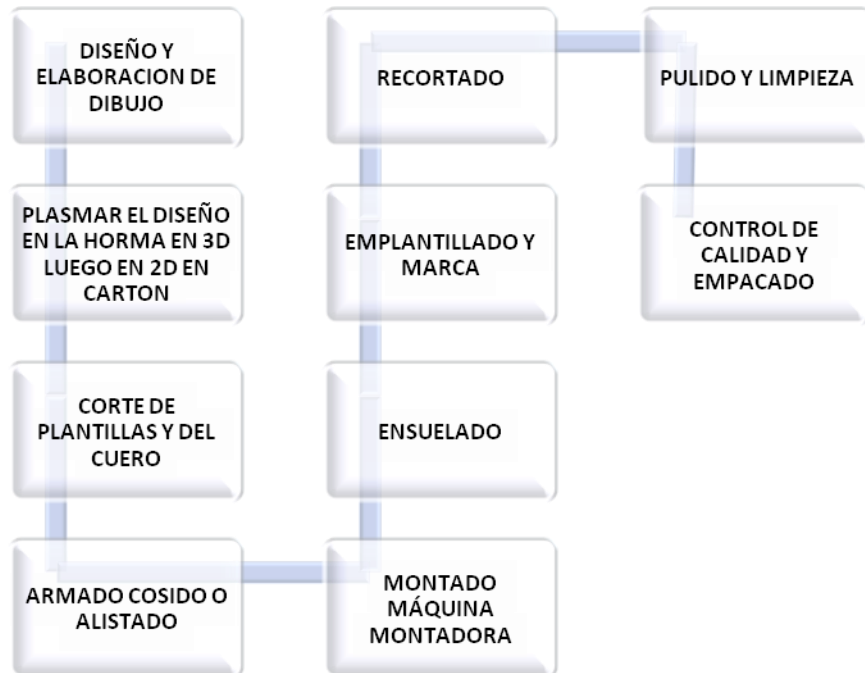 DISEÑO Y
ELABORACION DE
DIBUJO
PLASMAR EL DISEÑO
EN LA HORMA EN 3D
LUEGO EN 2D EN
CARTON
CORTE DE
PLANTILLAS Y DEL
CUERO
ARMADO COSIDO O
ALISTADO
MONTADO
MÁQUINA
MONTADORA
ENSUELADO
EMPLANTILLADO Y
MARCA
RECORTADO
PULIDO Y LIMPIEZA
CONTROL DE
CALIDAD Y
EMPACADO